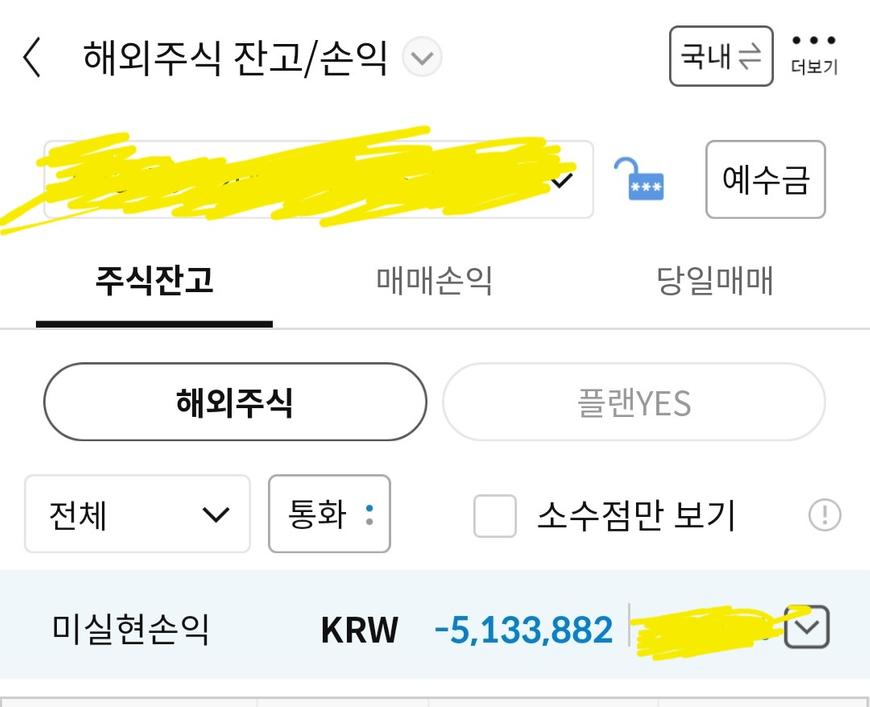 해외주식 잔고/손익
국내
더보기
예수금
주식잔고 매매손익 당일매매
해외주식 플랜YES
전체 통화 소수점만 보기
미실현손익 KRW -5,133,882